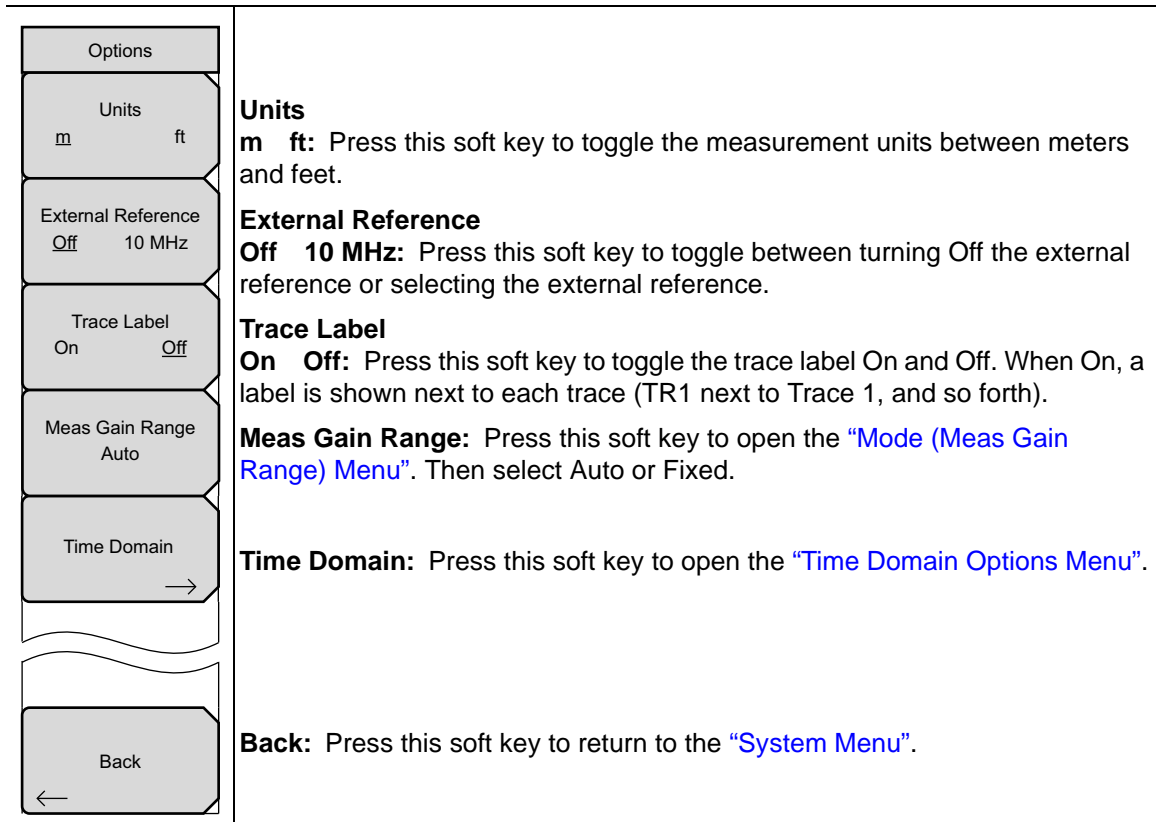 Options
Units
m ft
External Reference
Off 10 MHz
Trace Label
On Off
Meas Gain Range
Auto
Time Domain
Back
Units
m ft: Press this soft key to toggle the measurement units between meters
and feet.
External Reference
Off 10 MHz: Press this soft key to toggle between turning Off the external
reference or selecting the external reference.
Trace Label
On Off: Press this soft key to toggle the trace label On and Off. When On, a
label is shown next to each trace (TR1 next to Trace 1, and so forth).
Meas Gain Range: Press this soft key to open the “Mode (Meas Gain
Range) Menu”. Then select Auto or Fixed.
Time Domain: Press this soft key to open the “Time Domain Options Menu”.
Back: Press this soft key to return to the “System Menu”.